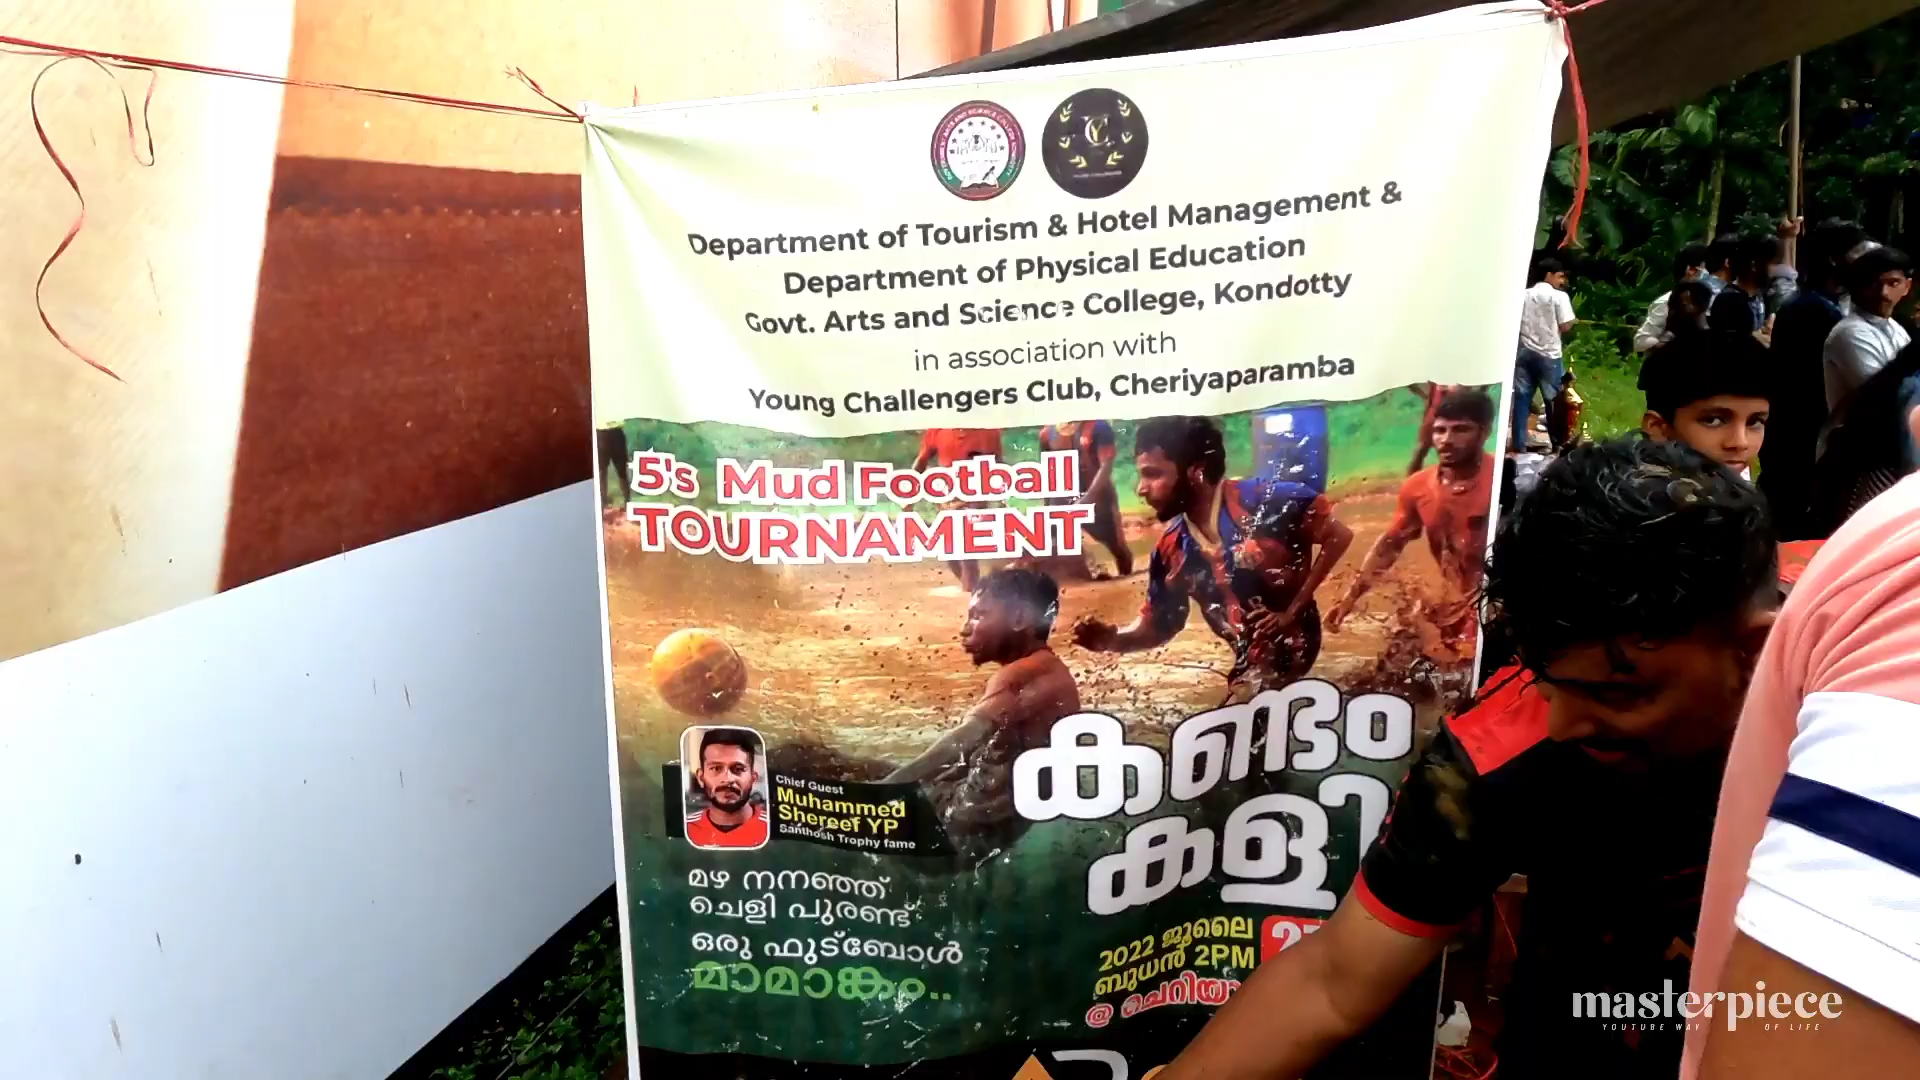 Department of Tourism & Hotel Management &
Department of Physical Education
Govt. Arts and Science College, Kondotty
in association with
Young Challengers Club, Cheriyaparamba
5's Mud Football
TOURNAMENT
Chief Guest
Muhammed
Shereef YP
Santhosh Trophy fame
കണ്ടം
കളി
മഴ നനഞ്ഞ്
ചെളി പുരണ്ട്
ഒരു ഫുട്ബോൾ
മാമാങ്കം..
2022 ജൂലൈ
ബുധൻ 2PM
@
masterpiece
YOUTUBE WAY OF LIFE